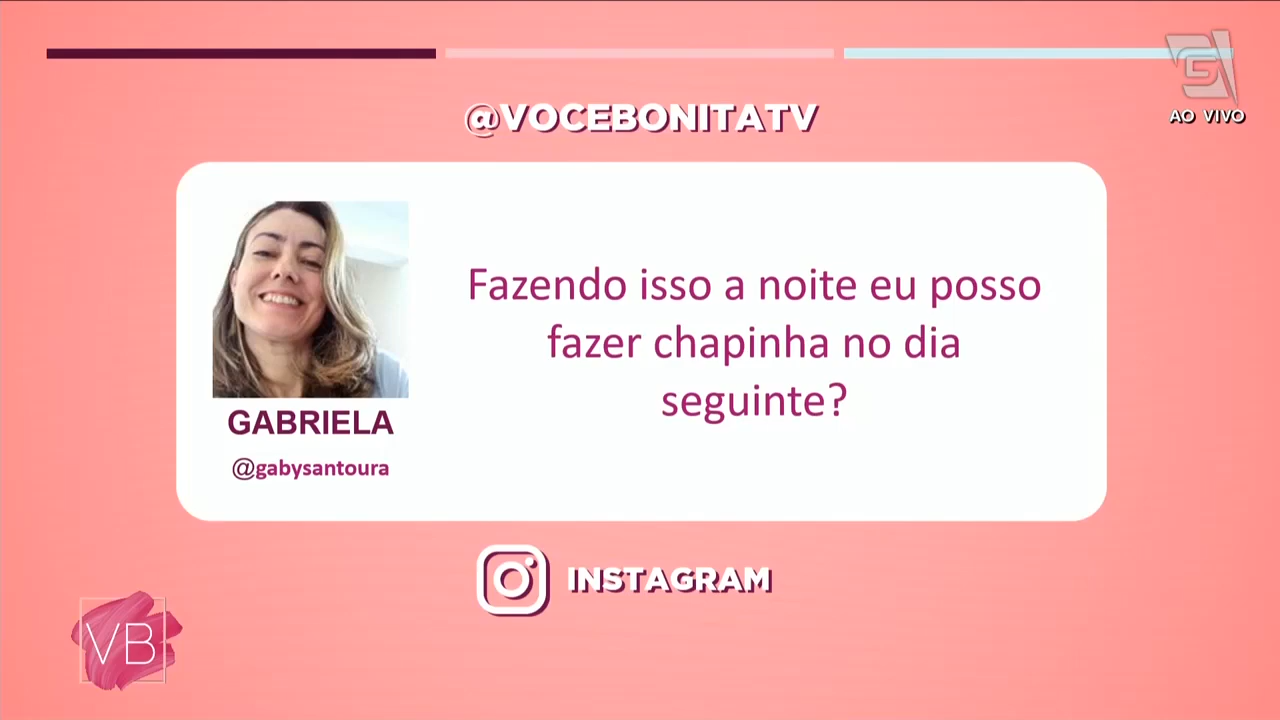 @VOCEBONITATV
AO VIVO
Fazendo isso a noite eu posso
fazer chapinha no dia
seguinte?
GABRIELA
@gabysantoura
INSTAGRAM
VB